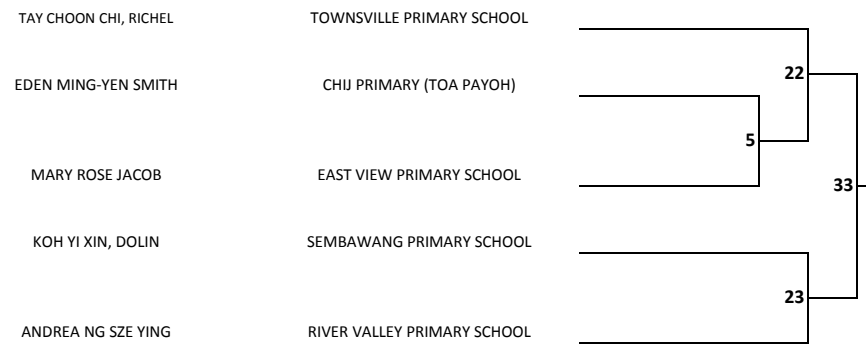 TAY CHOON CHI, RICHEL TOWNSVILLE PRIMARY SCHOOL
22
EDEN MING-YEN SMITH CHIJ PRIMARY (TOA PAYOH)
5
MARY ROSE JACOB EAST VIEW PRIMARY SCHOOL
33
KOH YI XIN, DOLIN SEMBAWANG PRIMARY SCHOOL
23
ANDREA NG SZE YING RIVER VALLEY PRIMARY SCHOOL